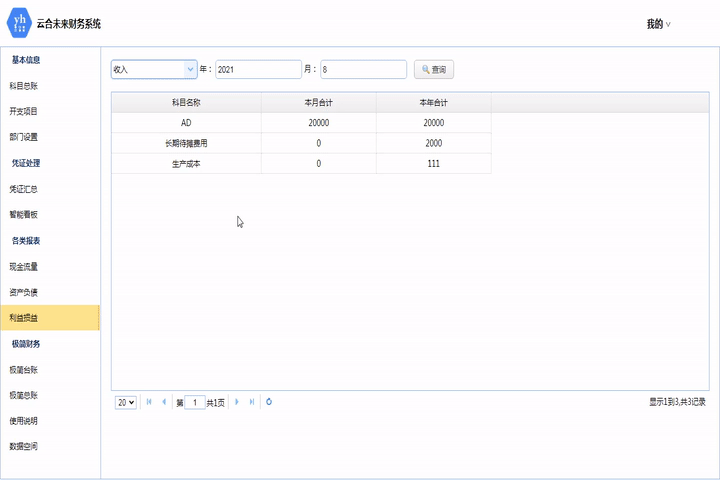 yh
云合未来财务系统
我的
基本信息
科目总账
开支项目
部门设置
凭证处理
凭证汇总
智能看板
各类报表
现金流量
资产负债
利益损益
极简财务
极简台账
极简总账
使用说明
数据空间
收入 年： 2021 月： 8 查询
科目名称 本月合计 本年合计
AD 20000 20000
长期待摊费用 0 2000
生产成本 0 111
20 第 1 共1页 显示1到3,共3记录